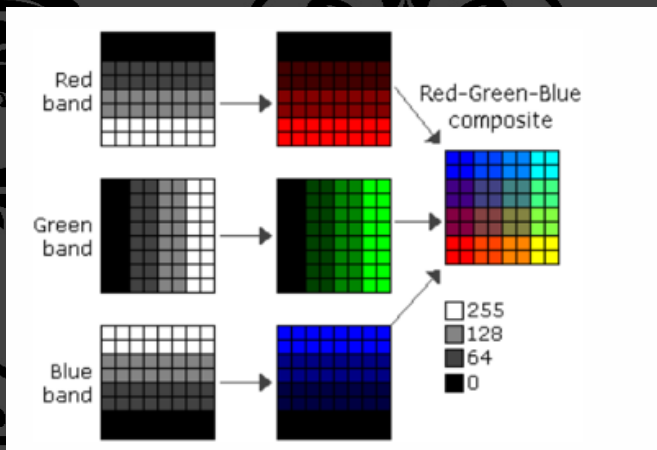 Red
band
Red-Green-Blue
composite
Green
band
255
128
64
0
Blue
band